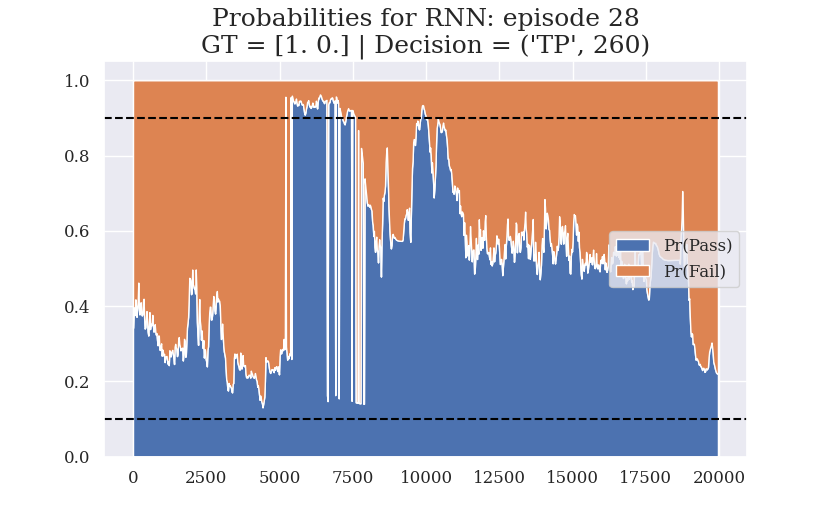 Probabilities for RNN: episode 28
GT = [1. 0.] | Decision = ('TP', 260)
1.0
0.8
0.6
0.4
0.2
0.0
Pr(Pass)
Pr(Fail)
0 2500 5000 7500 10000 12500 15000 17500 20000